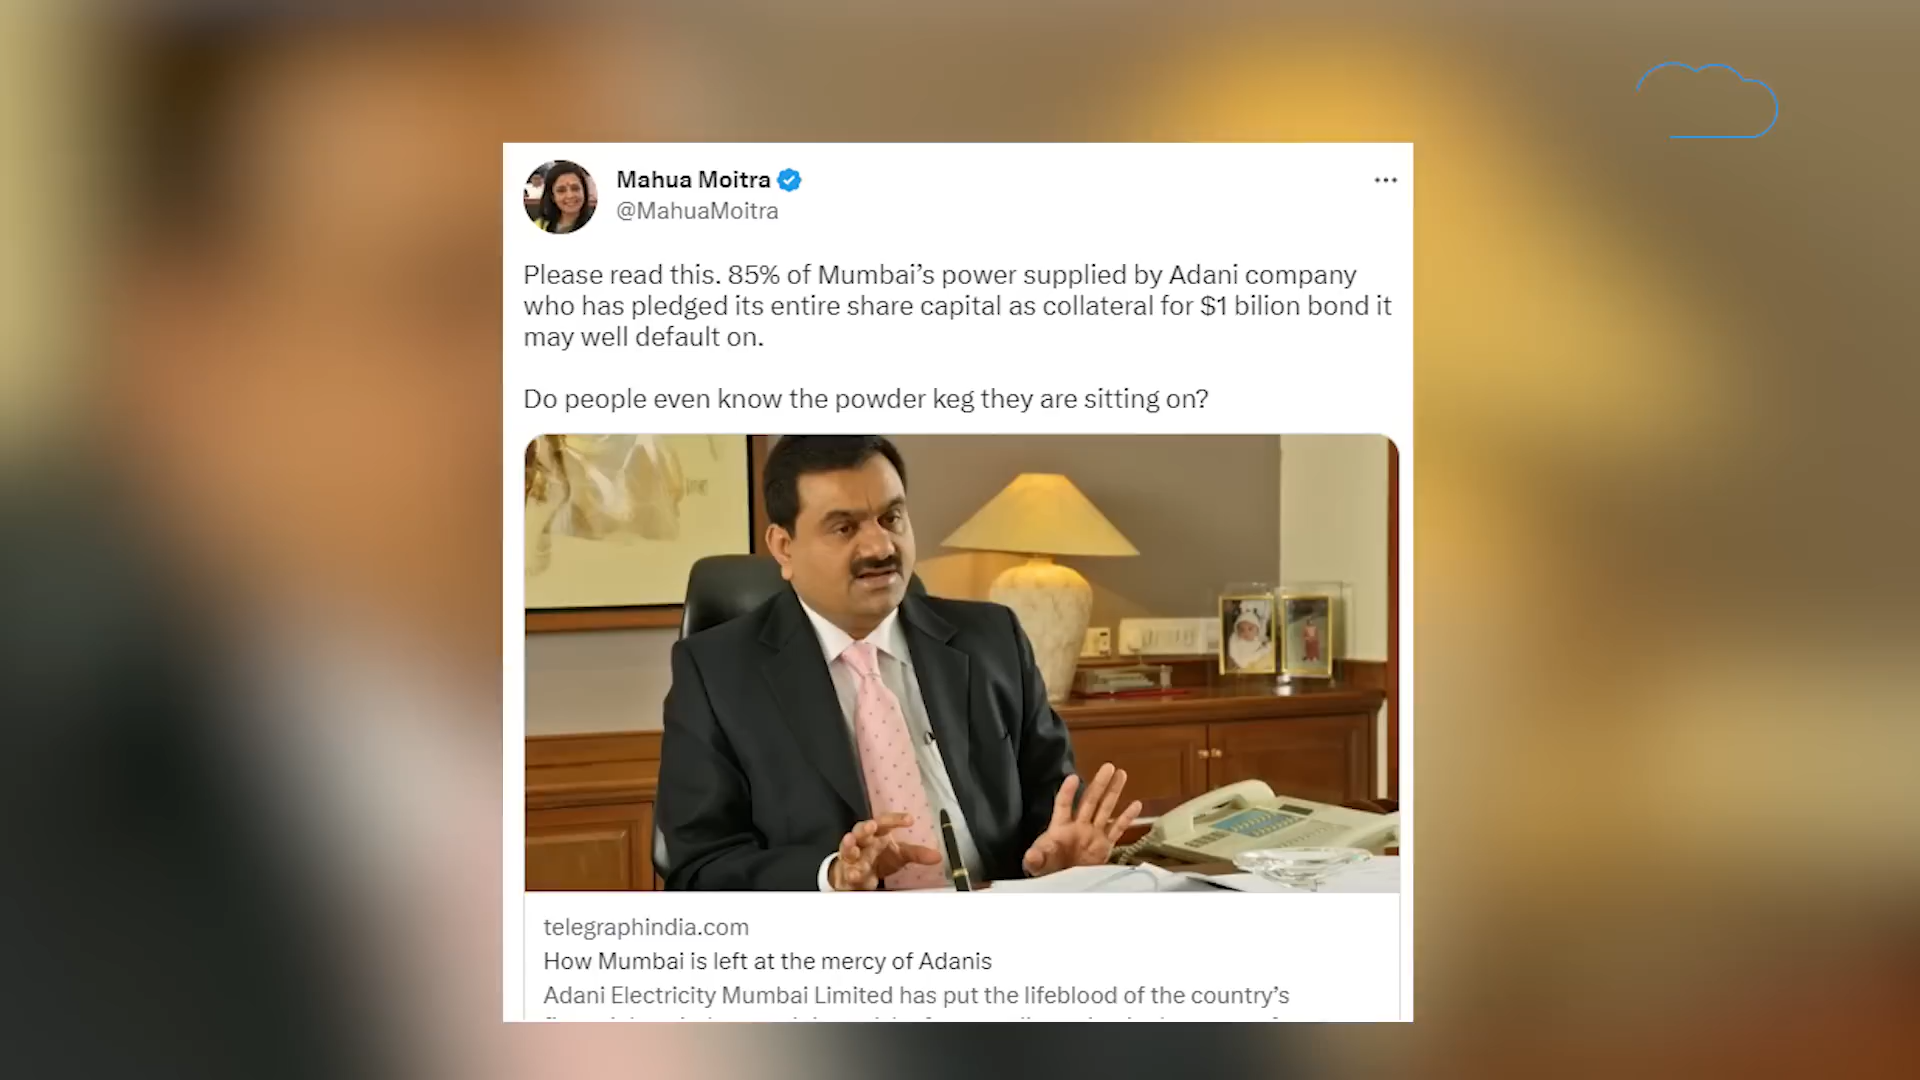 Mahua Moitra
@MahuaMoitra
Please read this. 85% of Mumbai’s power supplied by Adani company
who has pledged its entire share capital as collateral for $1 bilion bond it
may well default on.
Do people even know the powder keg they are sitting on?
telegraphindia.com
How Mumbai is left at the mercy of Adanis
Adani Electricity Mumbai Limited has put the lifeblood of the country’s